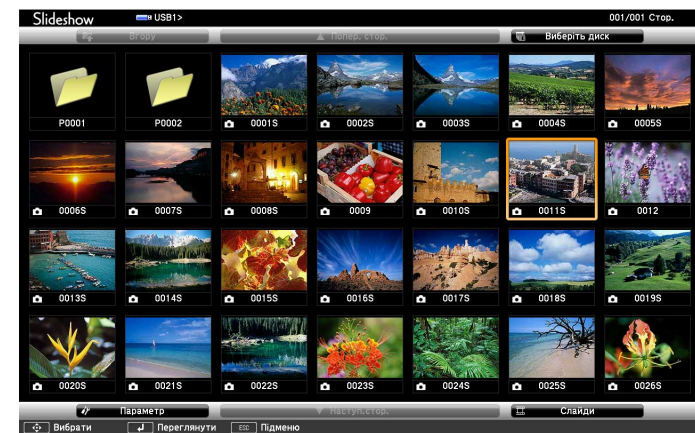 Slideshow USB1> 001/001 Стор.
Вгору ▲ Попер. стор. Виберіть диск
P0001 P0002 0001S 0002S 0003S 0004S 0005S
0006S 0007S 0008S 0009 0010S 0011S 0012
0013S 0014S 0015S 0016S 0017S 0018S 0019S
0020S 0021S 0022S 0023S 0024S 0025S 0026S
Параметр ▼ Наступ.стор. Слайди
Вибрати Переглянути ESC Підменю